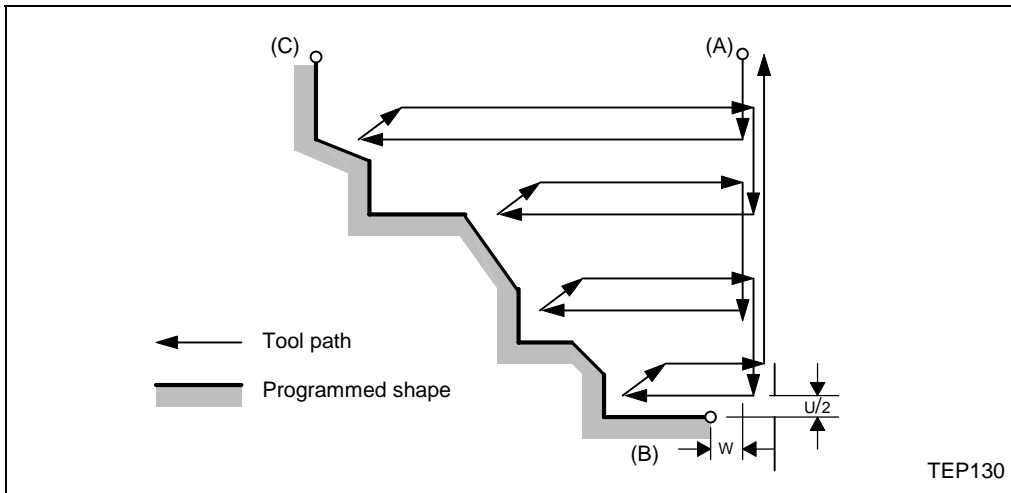 (C)
(A)
Tool path
Programmed shape
U/2
W
(B)
TEP130